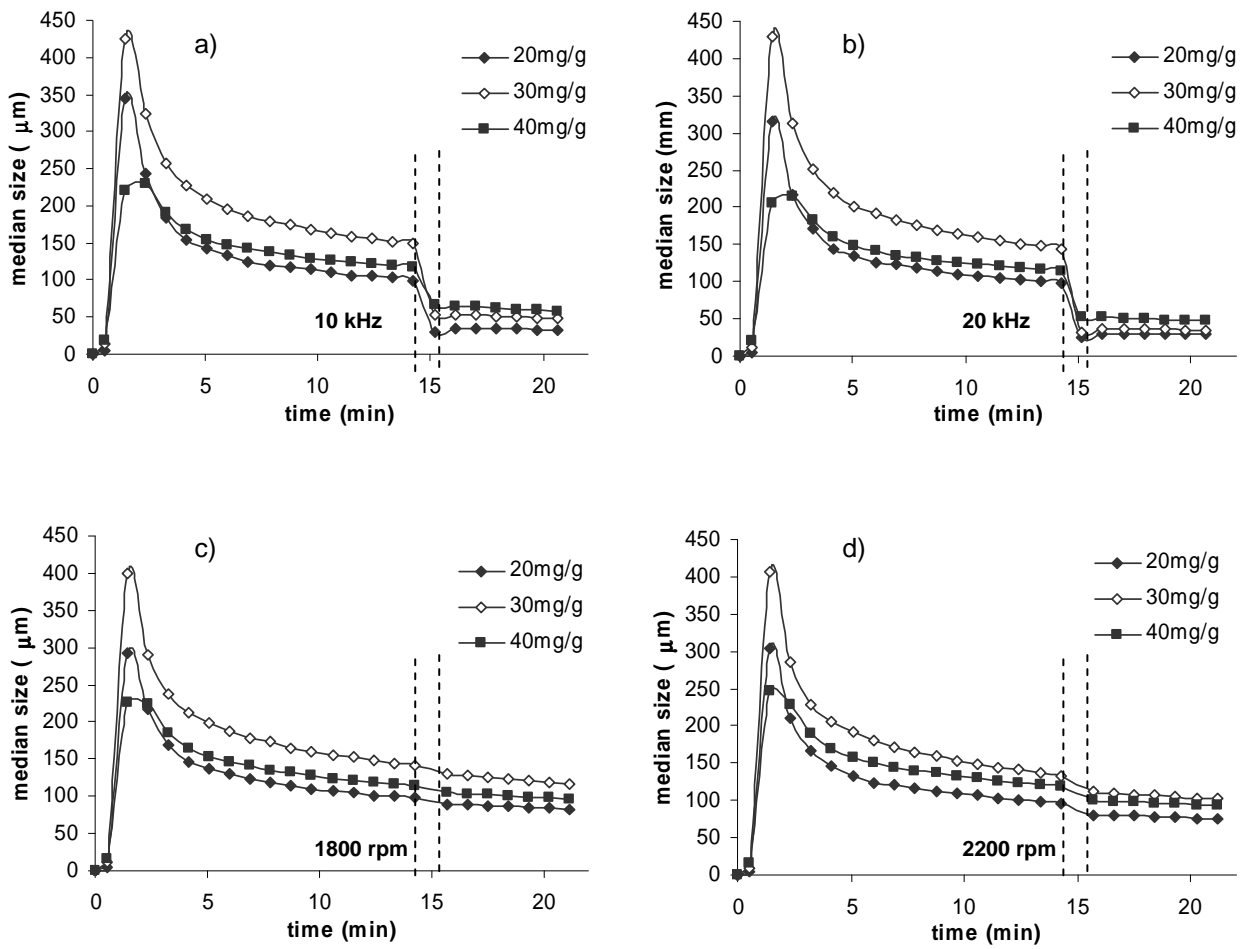 a)
450
400
350
300
250
200
150
100
50
0
median size ( μm)
0 5 10 15 20
time (min)
20mg/g
30mg/g
40mg/g
10 kHz
b)
450
400
350
300
250
200
150
100
50
0
median size (mm)
0 5 10 15 20
time (min)
20mg/g
30mg/g
40mg/g
20 kHz
c)
450
400
350
300
250
200
150
100
50
0
median size ( μm)
0 5 10 15 20
time (min)
20mg/g
30mg/g
40mg/g
1800 rpm
d)
450
400
350
300
250
200
150
100
50
0
median size ( μm)
0 5 10 15 20
time (min)
20mg/g
30mg/g
40mg/g
2200 rpm